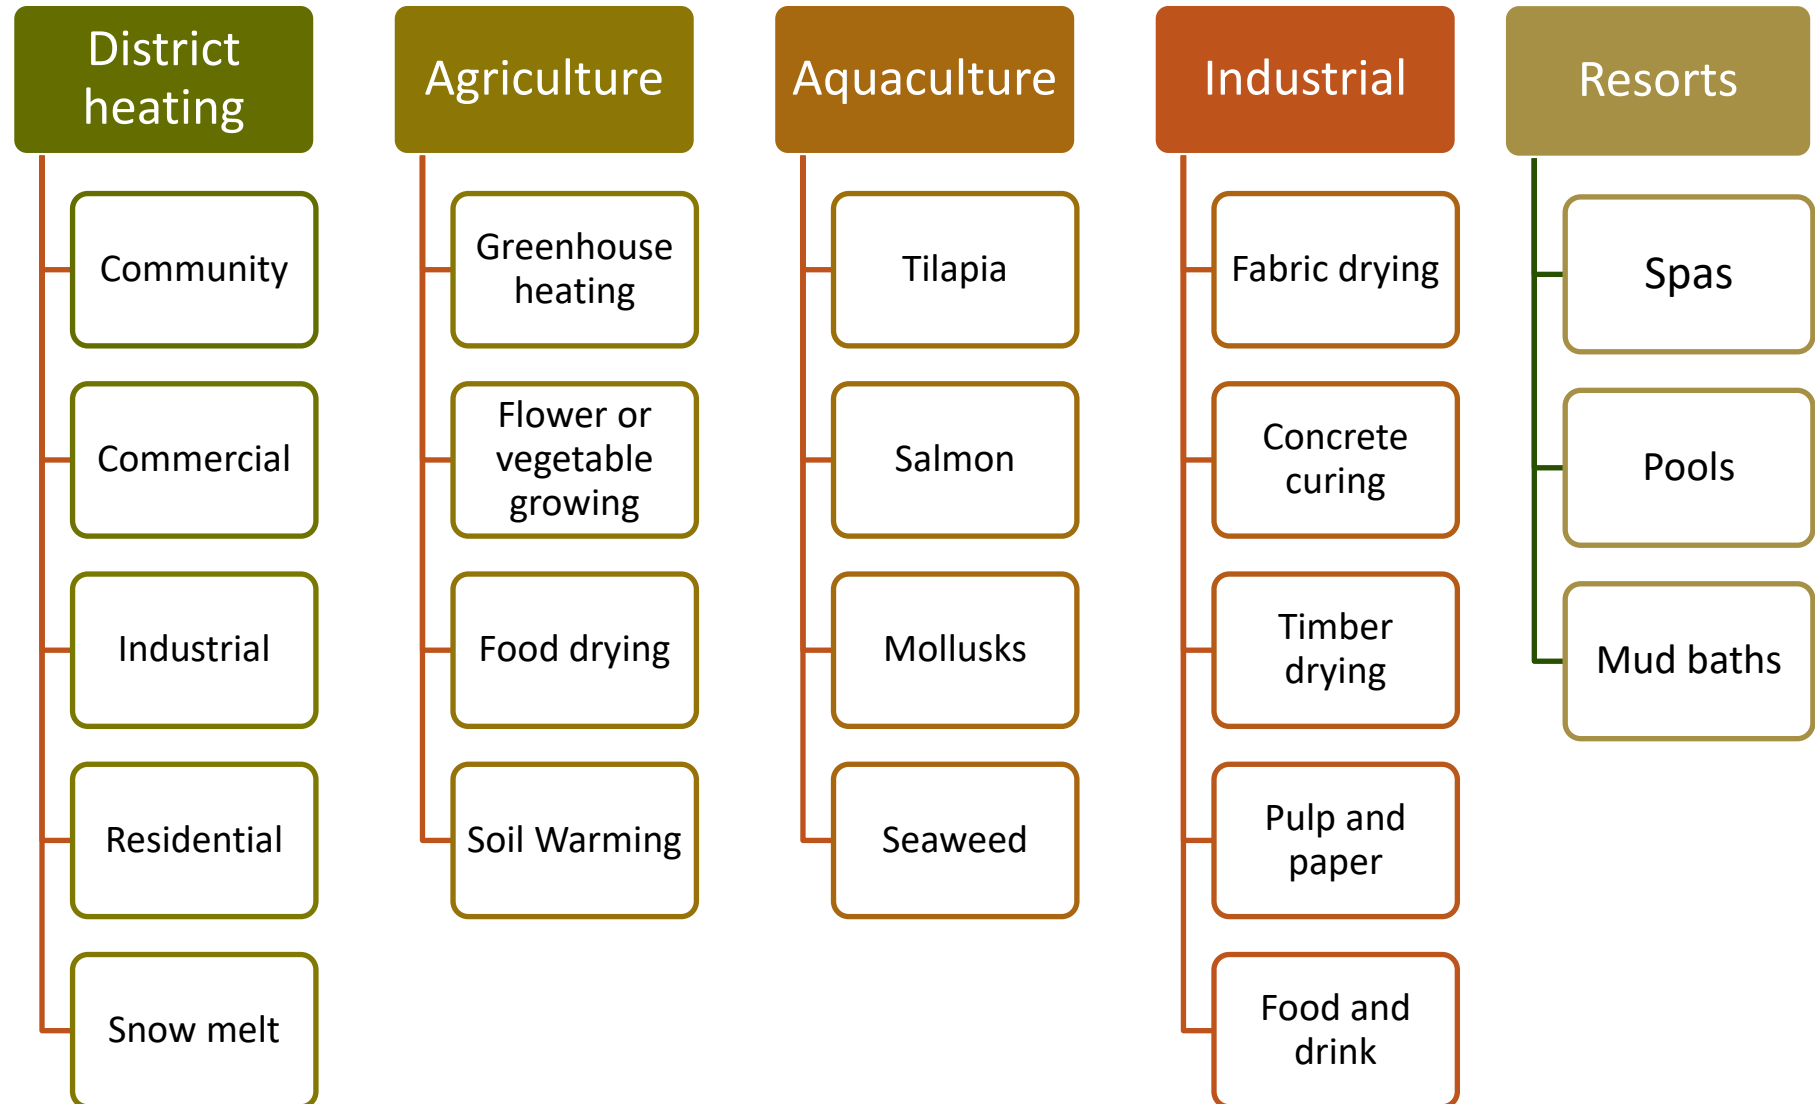 District
heating
Community
Commercial
Industrial
Residential
Snow melt
Agriculture
Greenhouse
heating
Flower or
vegetable
growing
Food drying
Soil Warming
Aquaculture
Tilapia
Salmon
Mollusks
Seaweed
Industrial
Fabric drying
Concrete
curing
Timber
drying
Pulp and
paper
Food and
drink
Resorts
Spas
Pools
Mud baths